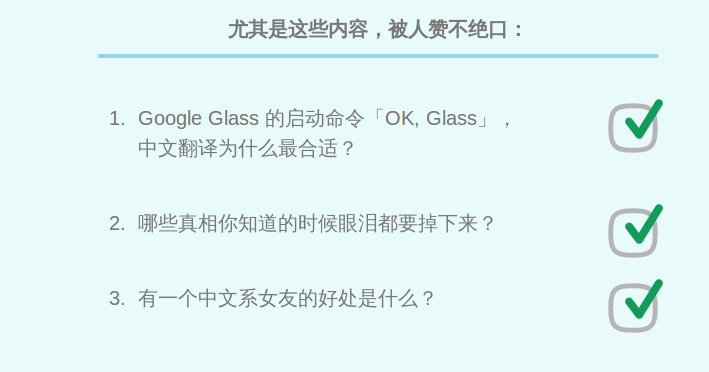 尤其是这些内容，被人赞不绝口：
1. Google Glass 的启动命令「OK, Glass」，
中文翻译为什么最合适？
2. 哪些真相你知道的时候眼泪都要掉下来？
3. 有一个中文系女友的好处是什么？